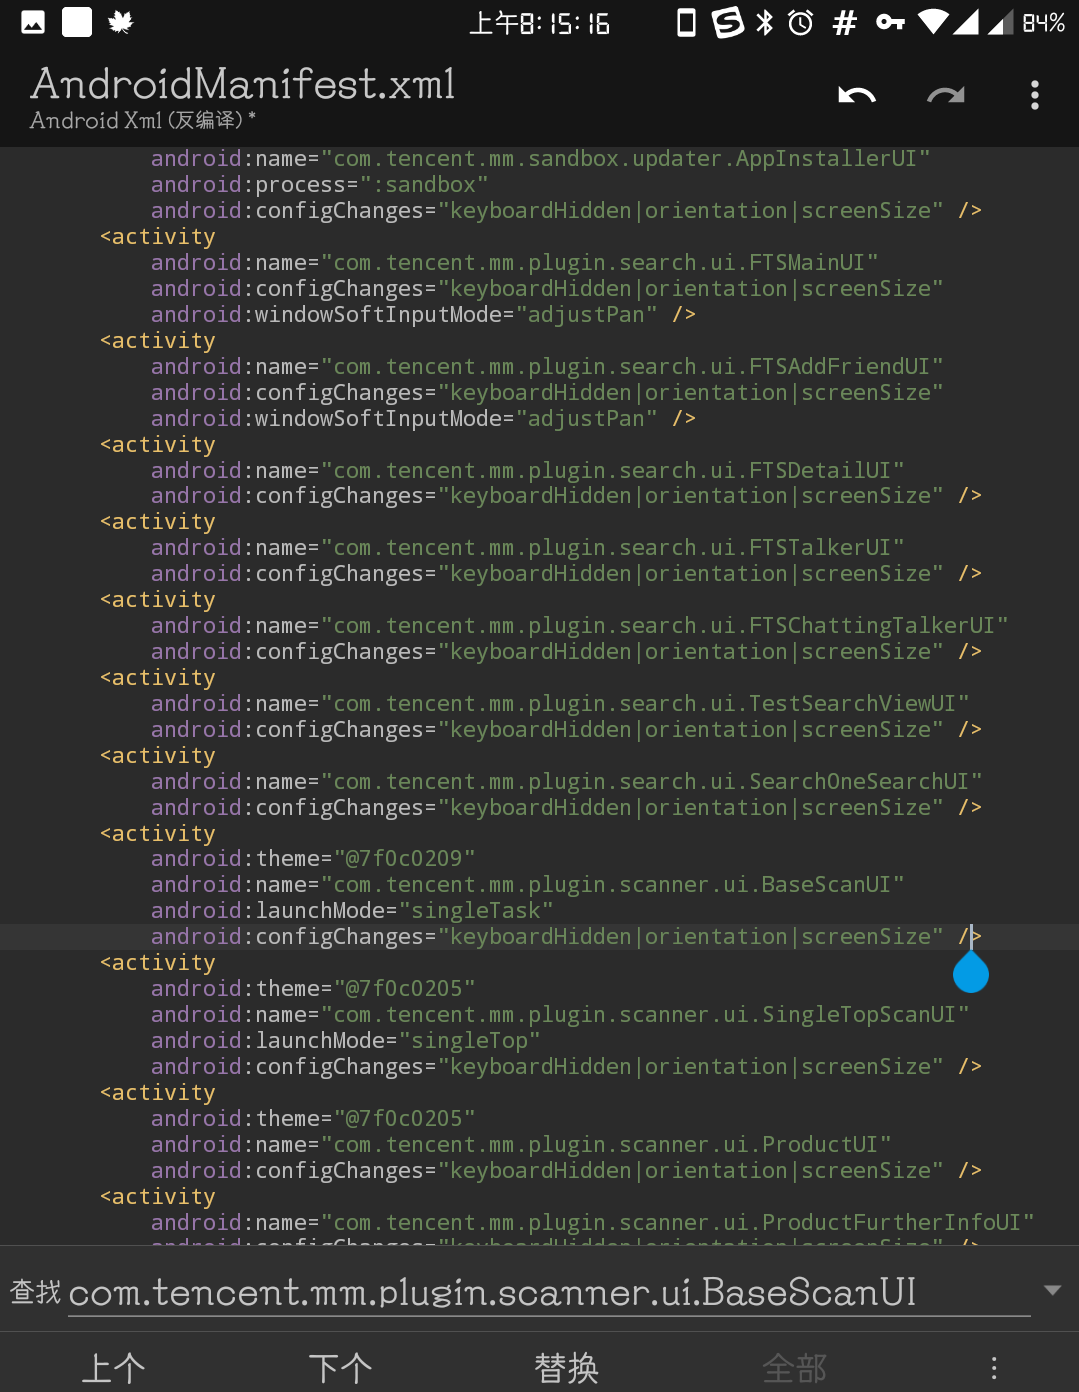 上午8:15:16 84%
AndroidManifest.xml
Android Xml (反编译) *
android:name="com.tencent.mm.sandbox.updater.AppInstallerUI"
android:process=":sandbox"
android:configChanges="keyboardHidden|orientation|screenSize" />
<activity
android:name="com.tencent.mm.plugin.search.ui.FTSMainUI"
android:configChanges="keyboardHidden|orientation|screenSize"
android:windowSoftInputMode="adjustPan" />
<activity
android:name="com.tencent.mm.plugin.search.ui.FTSAddFriendUI"
android:configChanges="keyboardHidden|orientation|screenSize"
android:windowSoftInputMode="adjustPan" />
<activity
android:name="com.tencent.mm.plugin.search.ui.FTSDetailUI"
android:configChanges="keyboardHidden|orientation|screenSize" />
<activity
android:name="com.tencent.mm.plugin.search.ui.FTSTalkerUI"
android:configChanges="keyboardHidden|orientation|screenSize" />
<activity
android:name="com.tencent.mm.plugin.search.ui.FTSChattingTalkerUI"
android:configChanges="keyboardHidden|orientation|screenSize" />
<activity
android:name="com.tencent.mm.plugin.search.ui.TestSearchViewUI"
android:configChanges="keyboardHidden|orientation|screenSize" />
<activity
android:name="com.tencent.mm.plugin.search.ui.SearchOneSearchUI"
android:configChanges="keyboardHidden|orientation|screenSize" />
<activity
android:theme="@7f0c0209"
android:name="com.tencent.mm.plugin.scanner.ui.BaseScanUI"
android:launchMode="singleTask"
android:configChanges="keyboardHidden|orientation|screenSize" />
<activity
android:theme="@7f0c0205"
android:name="com.tencent.mm.plugin.scanner.ui.SingleTopScanUI"
android:launchMode="singleTop"
android:configChanges="keyboardHidden|orientation|screenSize" />
<activity
android:theme="@7f0c0205"
android:name="com.tencent.mm.plugin.scanner.ui.ProductUI"
android:configChanges="keyboardHidden|orientation|screenSize" />
<activity
android:name="com.tencent.mm.plugin.scanner.ui.ProductFurtherInfoUI"
android:configChanges="keyboardHidden|orientation|screenSize" />
查找 com.tencent.mm.plugin.scanner.ui.BaseScanUI
上个 下个 替换 全部